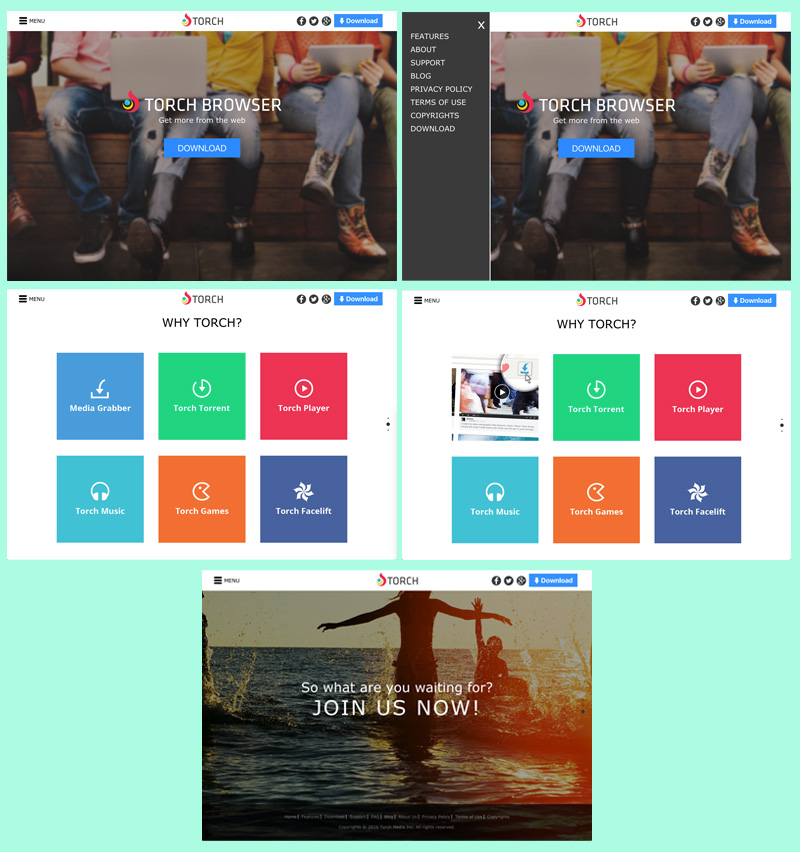 MENU
TORCH
Download
TORCH BROWSER
Get more from the web
DOWNLOAD
X
FEATURES
ABOUT
SUPPORT
BLOG
PRIVACY POLICY
TERMS OF USE
COPYRIGHTS
DOWNLOAD
TORCH
Download
TORCH BROWSER
Get more from the web
DOWNLOAD
MENU
TORCH
Download
WHY TORCH?
Media Grabber
Torch Torrent
Torch Player
Torch Music
Torch Games
Torch Facelift
MENU
TORCH
Download
WHY TORCH?
Torch Torrent
Torch Player
Torch Music
Torch Games
Torch Facelift
MENU
TORCH
Download
So what are you waiting for?
JOIN US NOW!
Home | Features | Download | Support | FAQ | Blog | About Us | Privacy Policy | Terms of Use | Copyrights
Copyrights © 2016 Torch Media Inc. All rights reserved.